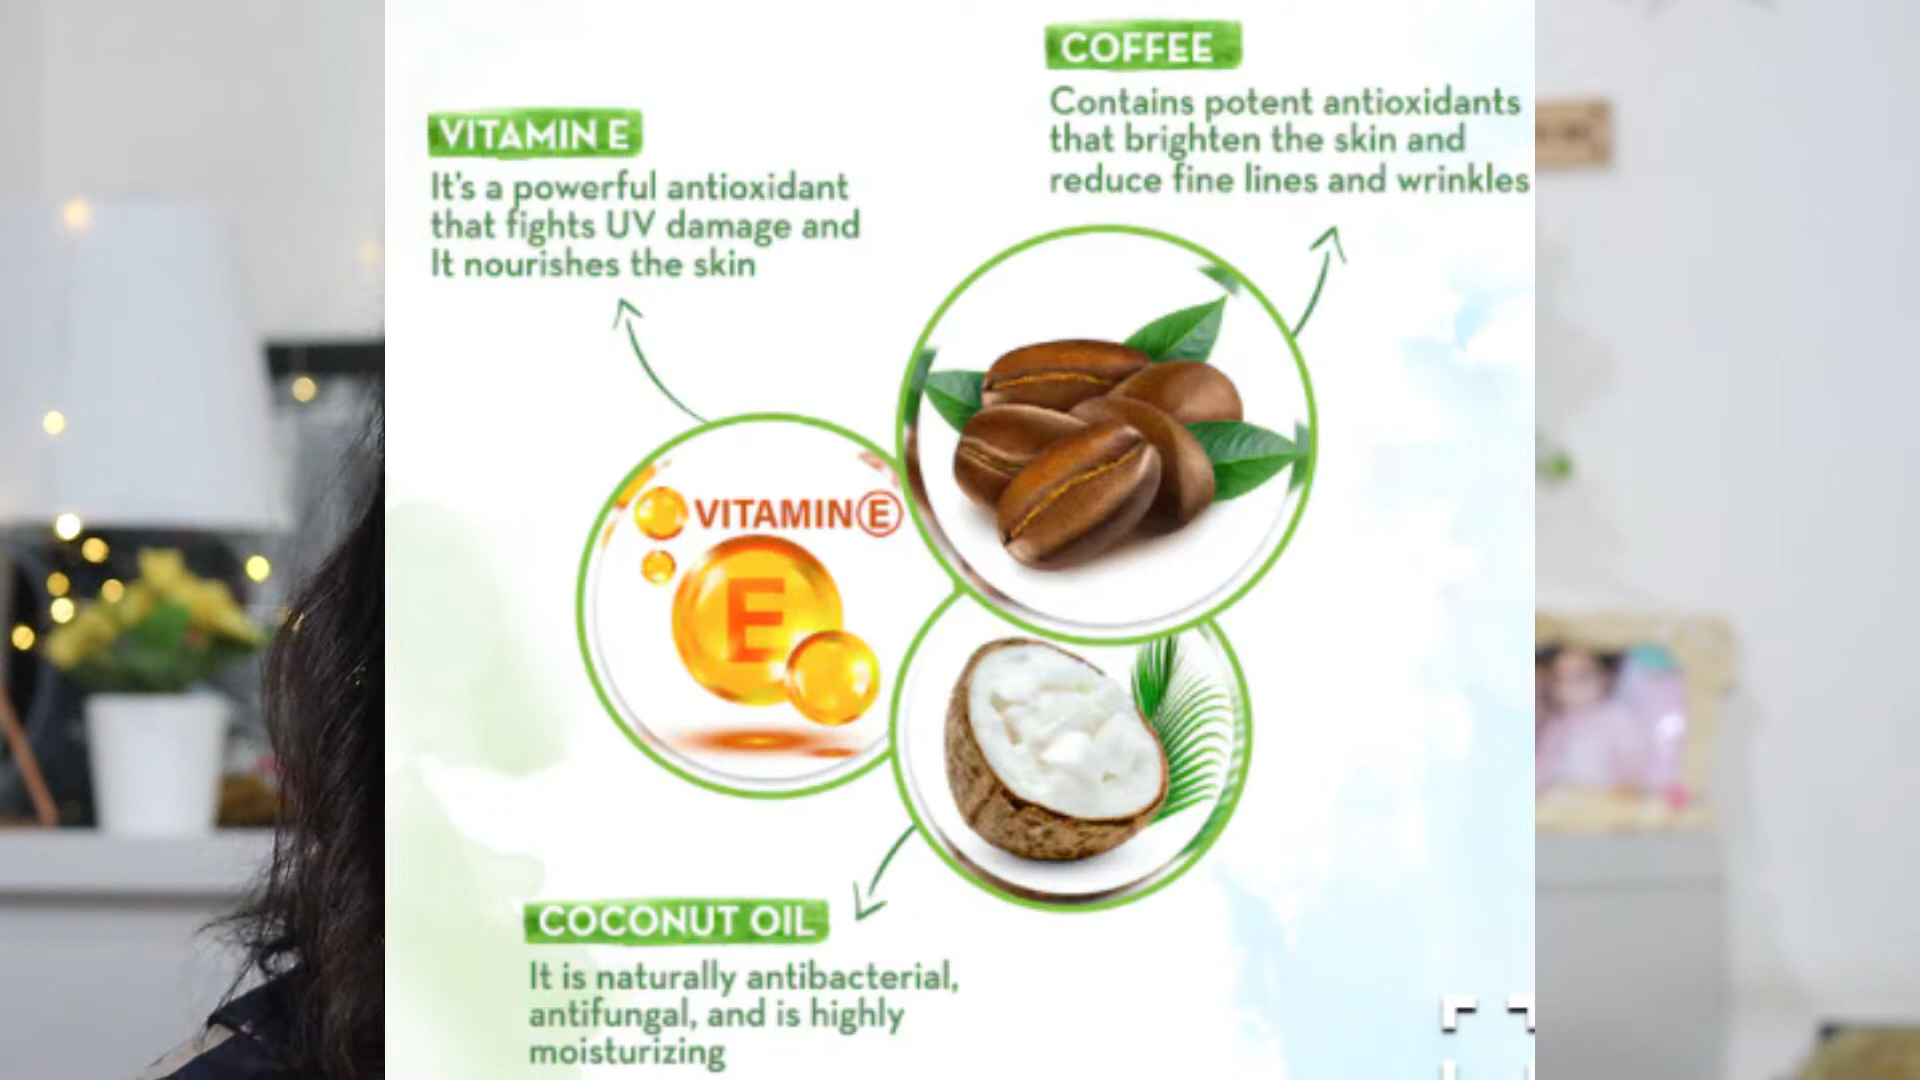 COFFEE
Contains potent antioxidants
that brighten the skin and
reduce fine lines and wrinkles
VITAMIN E
It's a powerful antioxidant
that fights UV damage and
It nourishes the skin
VITAMIN E
E
COCONUT OIL
It is naturally antibacterial,
antifungal, and is highly
moisturizing